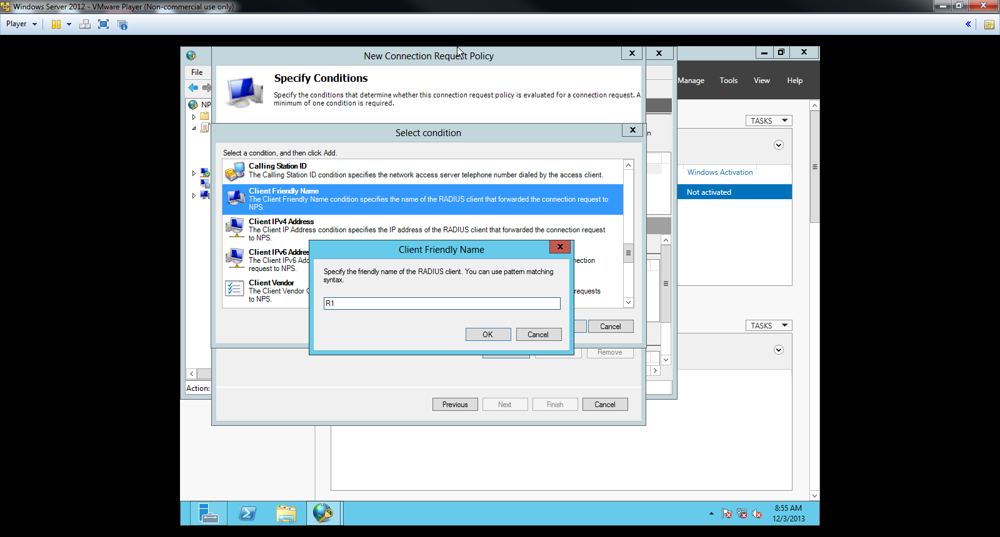 Windows Server 2012 - VMware Player (Non-commercial use only)
Player
New Connection Request Policy
File
Specify Conditions
Specify the conditions that determine whether this connection request policy is evaluated for a connection request. A
minimum of one condition is required.
Manage Tools View Help
NP
TASKS
Select condition
Select a condition, and then click Add.
Calling Station ID
The Calling Station ID condition specifies the network access server telephone number dialed by the access client.
Client Friendly Name
The Client Friendly Name condition specifies the name of the RADIUS client that forwarded the connection request to
NPS.
Client IPv4 Address
The Client IP Address condition specifies the IP address of the RADIUS client that forwarded the connection request
to NPS.
Client IPv6 Addres
The Client IPv6 Add
nection
request to NPS.
Client Vendor
The Client Vendor C
requests
to NPS.
Windows Activation
Not activated
Client Friendly Name
Specify the friendly name of the RADIUS client. You can use pattern matching
syntax.
R1
OK Cancel
Cancel
TASKS
Remove
Action:
Previous Next Finish Cancel
8:55 AM
12/3/2013